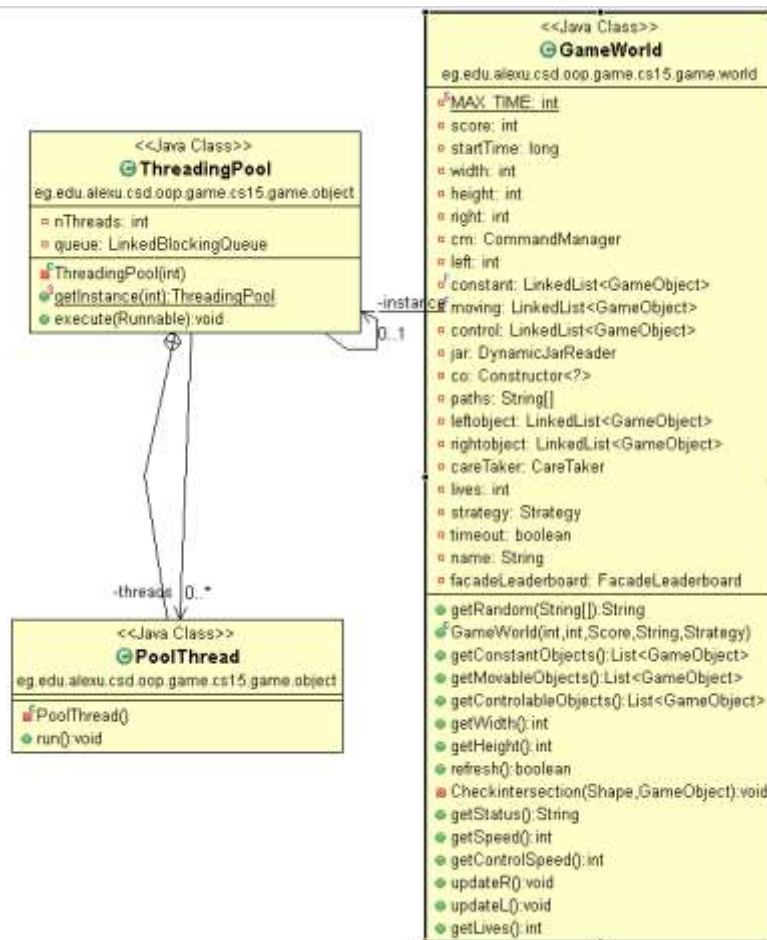 <<Java Class>>
ThreadingPool
eg.edu.alexu.csd.oop.game.cs15.game.object
nThreads: int
queue: LinkedBlockingQueue
ThreadingPool(int)
getInstance(int):ThreadingPool
execute(Runnable):void
-instance
0..1
-threads
0..*
<<Java Class>>
PoolThread
eg.edu.alexu.csd.oop.game.cs15.game.object
PoolThread()
run():void
<<Java Class>>
GameWorld
eg.edu.alexu.csd.oop.game.cs15.game.world
MAX_TIME: int
score: int
startTime: long
width: int
height: int
right: int
cm: CommandManager
left: int
constant: LinkedList<GameObject>
moving: LinkedList<GameObject>
control: LinkedList<GameObject>
jar: DynamicJarReader
co: Constructor<?>
paths: String[]
leftobject: LinkedList<GameObject>
rightobject: LinkedList<GameObject>
careTaker: CareTaker
lives: int
strategy: Strategy
timeout: boolean
name: String
facadeLeaderboard: FacadeLeaderboard
getRandom(String[]):String
GameWorld(int,int,Score,String,Strategy)
getConstantObjects():List<GameObject>
getMovableObjects():List<GameObject>
getControlableObjects():List<GameObject>
getWidth():int
getHeight():int
refresh():boolean
Checkintersection(Shape,GameObject):void
getStatus():String
getSpeed():int
getControlSpeed():int
updateR():void
updateL():void
getLives():int